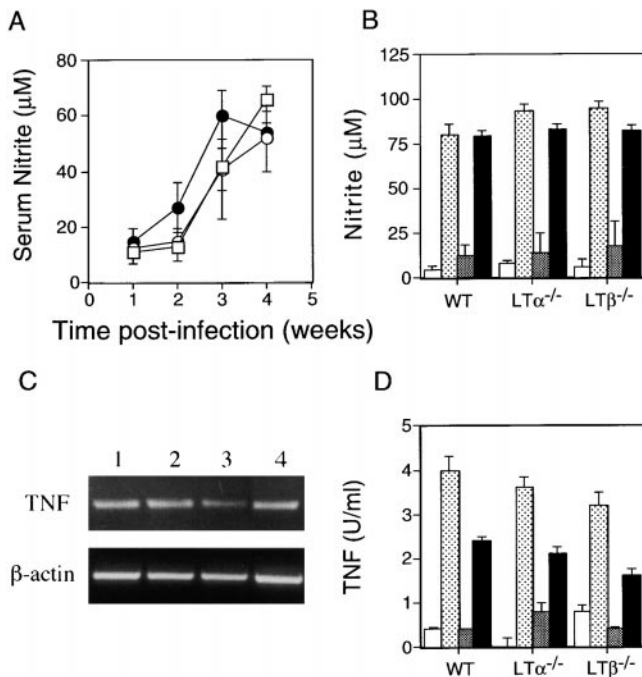 A
Serum Nitrite (μM)
80
60
40
20
0
0 1 2 3 4 5
Time post-infection (weeks)
B
Nitrite (μM)
125
100
75
50
25
0
WT LTα-/- LTβ-/-
C
1 2 3 4
TNF
β-actin
D
TNF (U/ml)
5
4
3
2
1
0
WT LTα-/- LTβ-/-